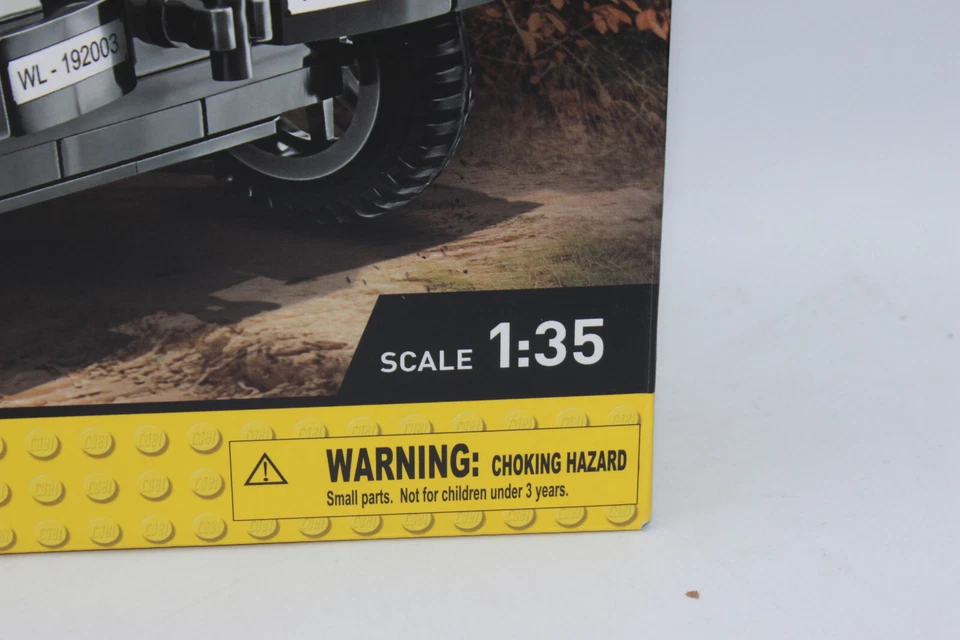 WL - 192003
SCALE 1:35
WARNING: CHOKING HAZARD
Small parts. Not for children under 3 years.